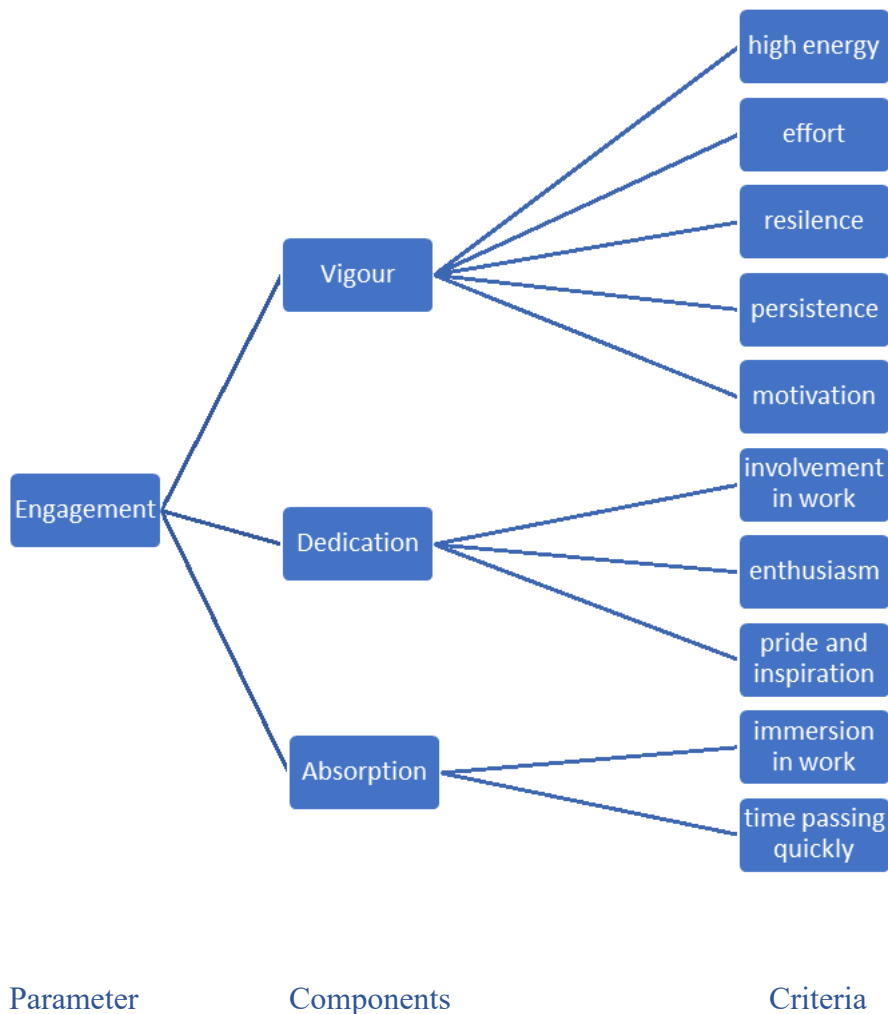 high energy
effort
resilence
Vigour
persistence
motivation
involvement
in work
Engagement
Dedication
enthusiasm
pride and
inspiration
immersion
in work
Absorption
time passing
quickly
Parameter Components Criteria